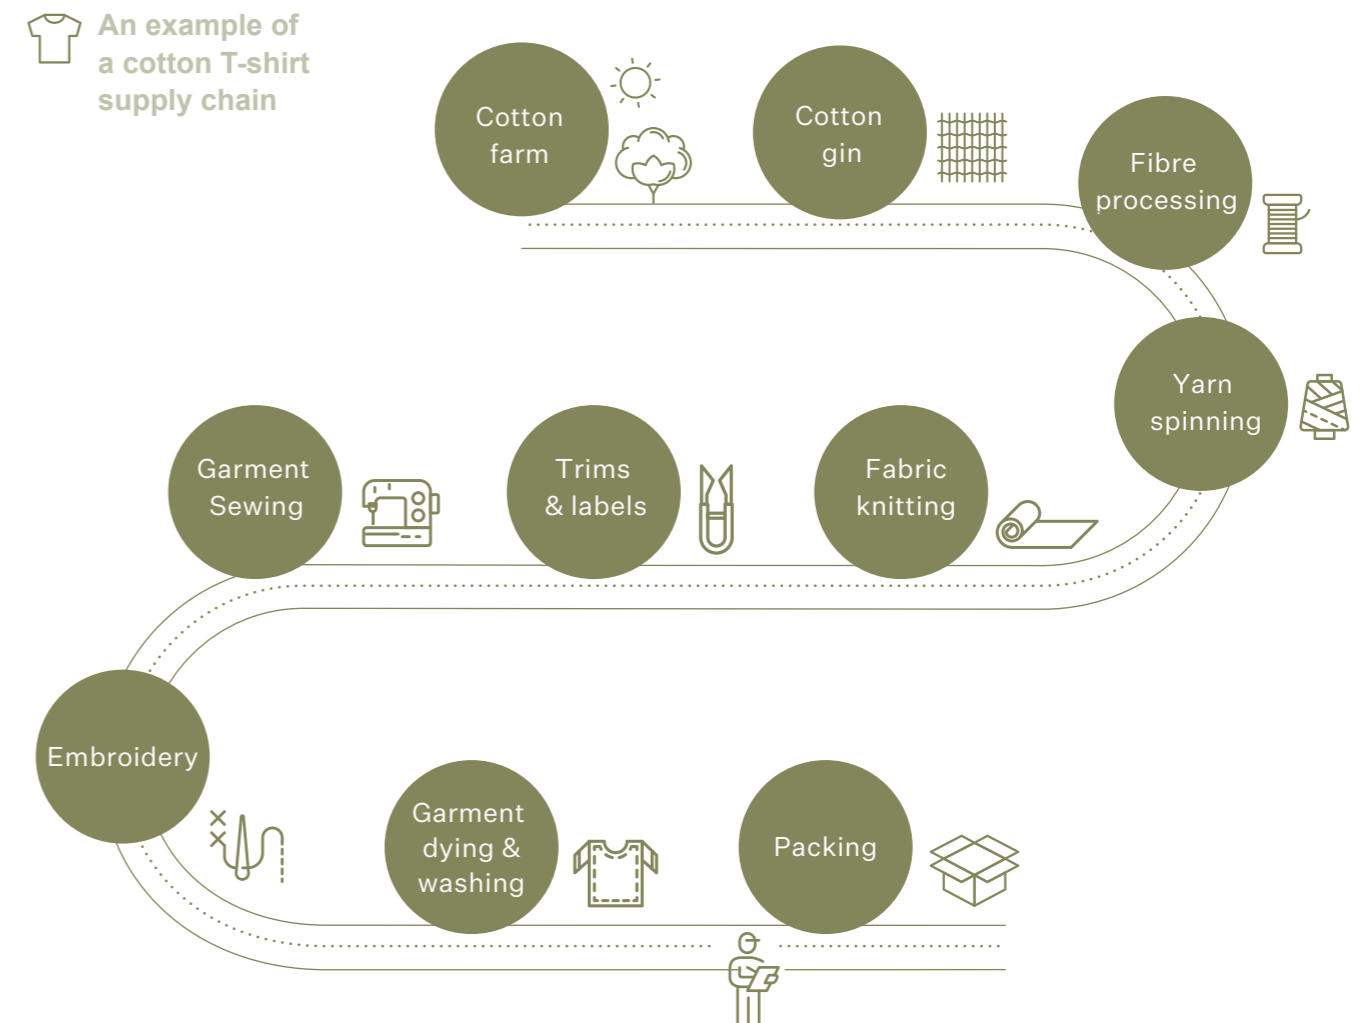 An example of
a cotton T-shirt
supply chain
Cotton
farm
Cotton
gin
Fibre
processing
Yarn
spinning
Fabric
knitting
Trims
& labels
Garment
Sewing
Embroidery
Garment
dying &
washing
Packing